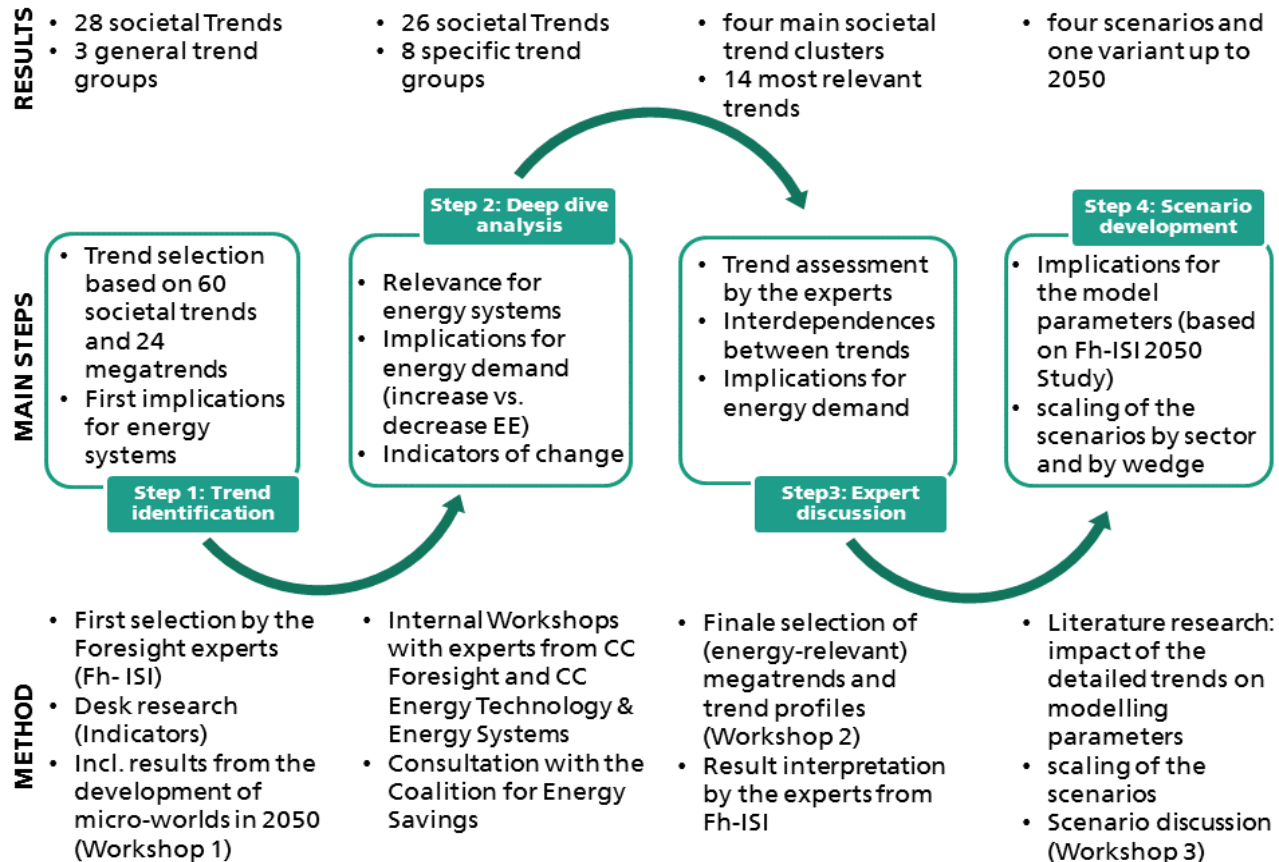 RESULTS
• 28 societal Trends
• 3 general trend
groups
• 26 societal Trends
• 8 specific trend
groups
• four main societal
trend clusters
• 14 most relevant
trends
• four scenarios and
one variant up to
2050
MAIN STEPS
• Trend selection
based on 60
societal trends
and 24
megatrends
• First implications
for energy
systems
Step 1: Trend
identification
Step 2: Deep dive
analysis
• Relevance for
energy systems
• Implications for
energy demand
(increase vs.
decrease EE)
• Indicators of change
• Trend assessment
by the experts
• Interdependences
between trends
• Implications for
energy demand
Step3: Expert
discussion
Step 4: Scenario
development
• Implications for
the model
parameters (based
on Fh-ISI 2050
Study)
• scaling of the
scenarios by sector
and by wedge
METHOD
• First selection by the
Foresight experts
(Fh- ISI)
• Desk research
(Indicators)
• Incl. results from the
development of
micro-worlds in 2050
(Workshop 1)
• Internal Workshops
with experts from CC
Foresight and CC
Energy Technology &
Energy Systems
• Consultation with the
Coalition for Energy
Savings
• Finale selection of
(energy-relevant)
megatrends and
trend profiles
(Workshop 2)
• Result interpretation
by the experts from
Fh-ISI
• Literature research:
impact of the
detailed trends on
modelling
parameters
• scaling of the
scenarios
• Scenario discussion
(Workshop 3)